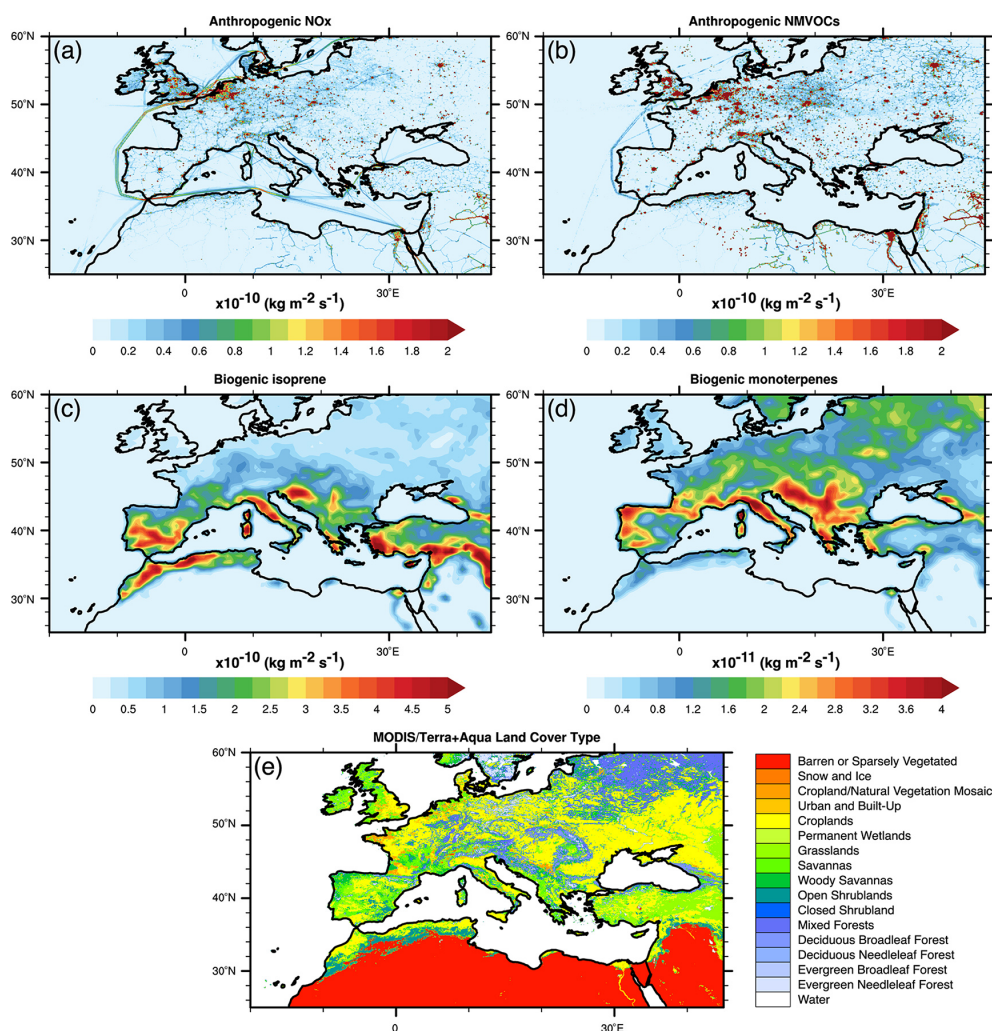 Anthropogenic NOx
Anthropogenic NMVOCs
(a)
(b)
60°N
50°N
40°N
30°N
0
30°E
60°N
50°N
40°N
30°N
0
30°E
x10⁻¹⁰ (kg m⁻² s⁻¹)
x10⁻¹⁰ (kg m⁻² s⁻¹)
0 0.2 0.4 0.6 0.8 1 1.2 1.4 1.6 1.8 2
0 0.2 0.4 0.6 0.8 1 1.2 1.4 1.6 1.8 2
Biogenic isoprene
Biogenic monoterpenes
(c)
(d)
60°N
50°N
40°N
30°N
0
30°E
60°N
50°N
40°N
30°N
0
30°E
x10⁻¹⁰ (kg m⁻² s⁻¹)
x10⁻¹¹ (kg m⁻² s⁻¹)
0 0.5 1 1.5 2 2.5 3 3.5 4 4.5 5
0 0.4 0.8 1.2 1.6 2 2.4 2.8 3.2 3.6 4
MODIS/Terra+Aqua Land Cover Type
(e)
60°N
50°N
40°N
30°N
0
30°E
Barren or Sparsely Vegetated
Snow and Ice
Cropland/Natural Vegetation Mosaic
Urban and Built-Up
Croplands
Permanent Wetlands
Grasslands
Savannas
Woody Savannas
Open Shrublands
Closed Shrubland
Mixed Forests
Deciduous Broadleaf Forest
Deciduous Needleleaf Forest
Evergreen Broadleaf Forest
Evergreen Needleleaf Forest
Water